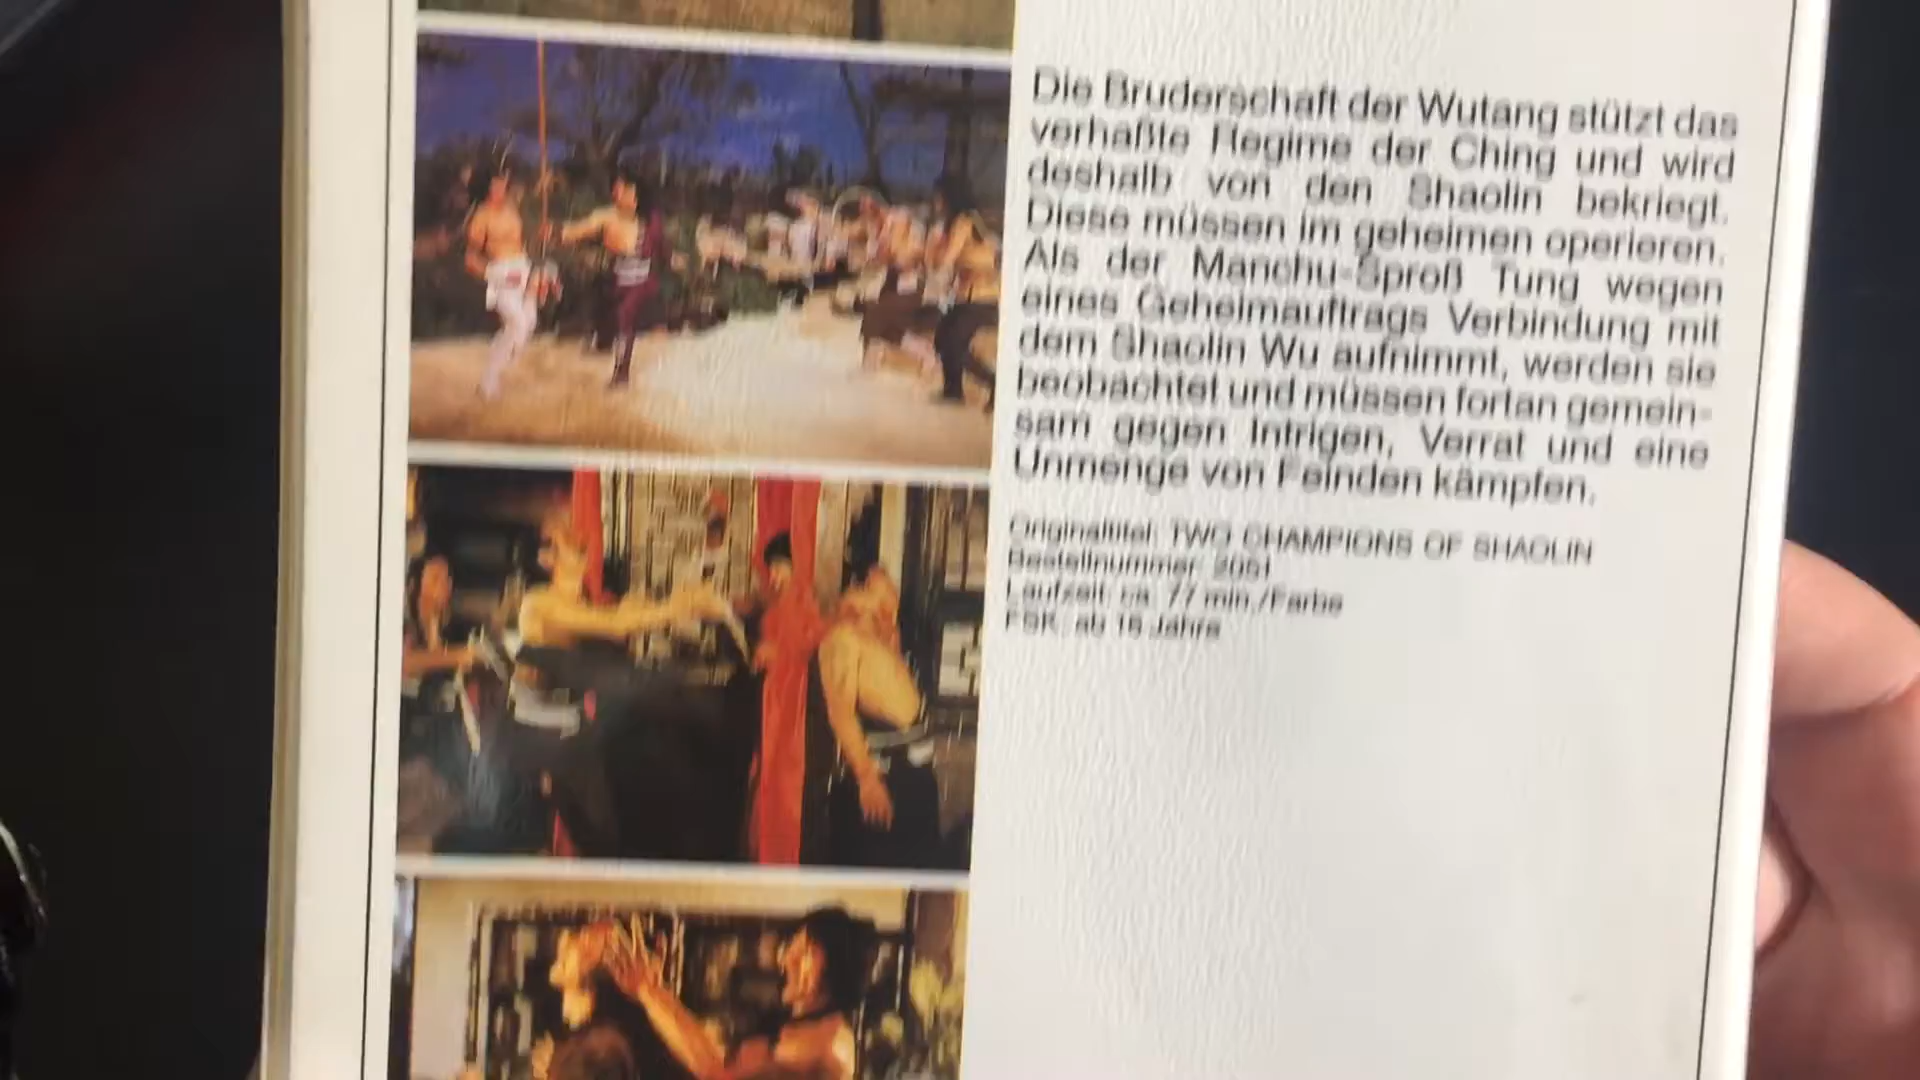 Die Bruderschaft der Wutang stützt das
verhaßte Regime der Ching und wird
deshalb von den Shaolin bekriegt.
Diese müssen im geheimen operieren.
Als der Manchu-Sproß Tung wegen
eines Geheimauftrags Verbindung mit
dem Shaolin Wu aufnimmt, werden sie
beobachtet und müssen fortan gemein-
sam gegen Intrigen, Verrat und eine
Unmenge von Feinden kämpfen.
Originaltitel: TWO CHAMPIONS OF SHAOLIN
Bestellnummer: 2051
Laufzeit: ca. 77 min./Farbe
FSK: ab 16 Jahre